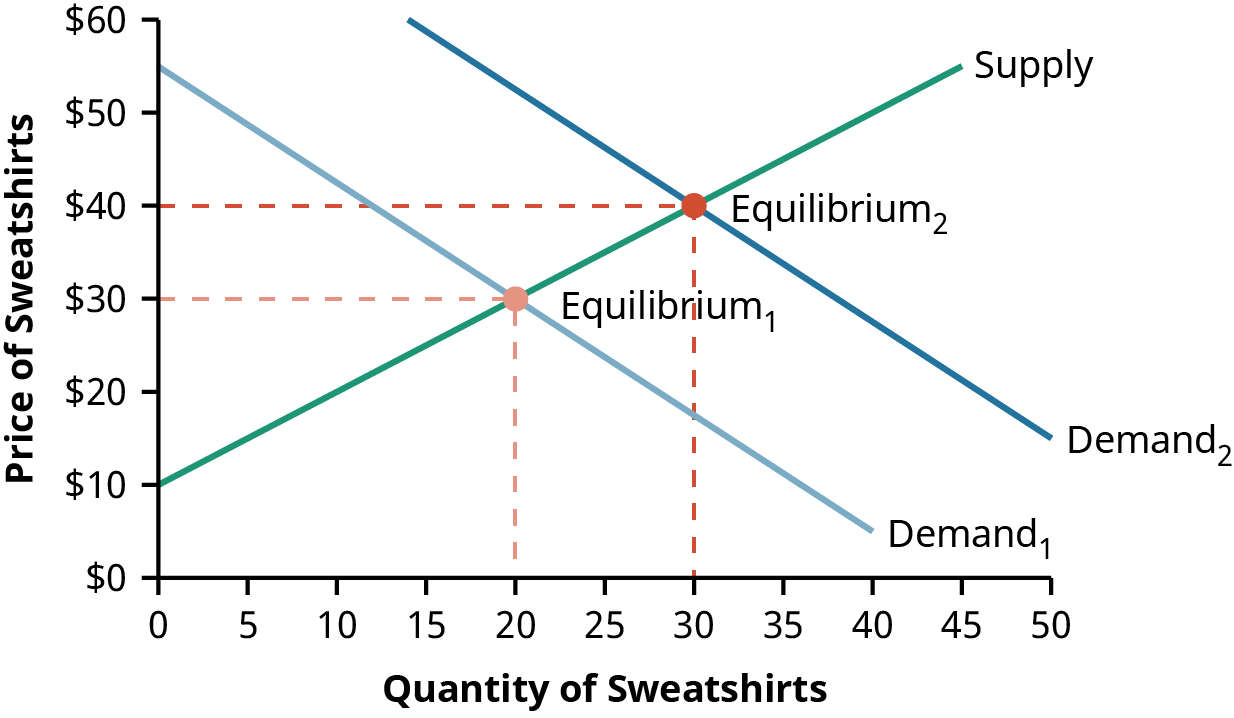 Price of Sweatshirts
$60
$50
$40
$30
$20
$10
$0
Supply
Equilibrium2
Equilibrium1
Demand2
Demand1
0 5 10 15 20 25 30 35 40 45 50
Quantity of Sweatshirts